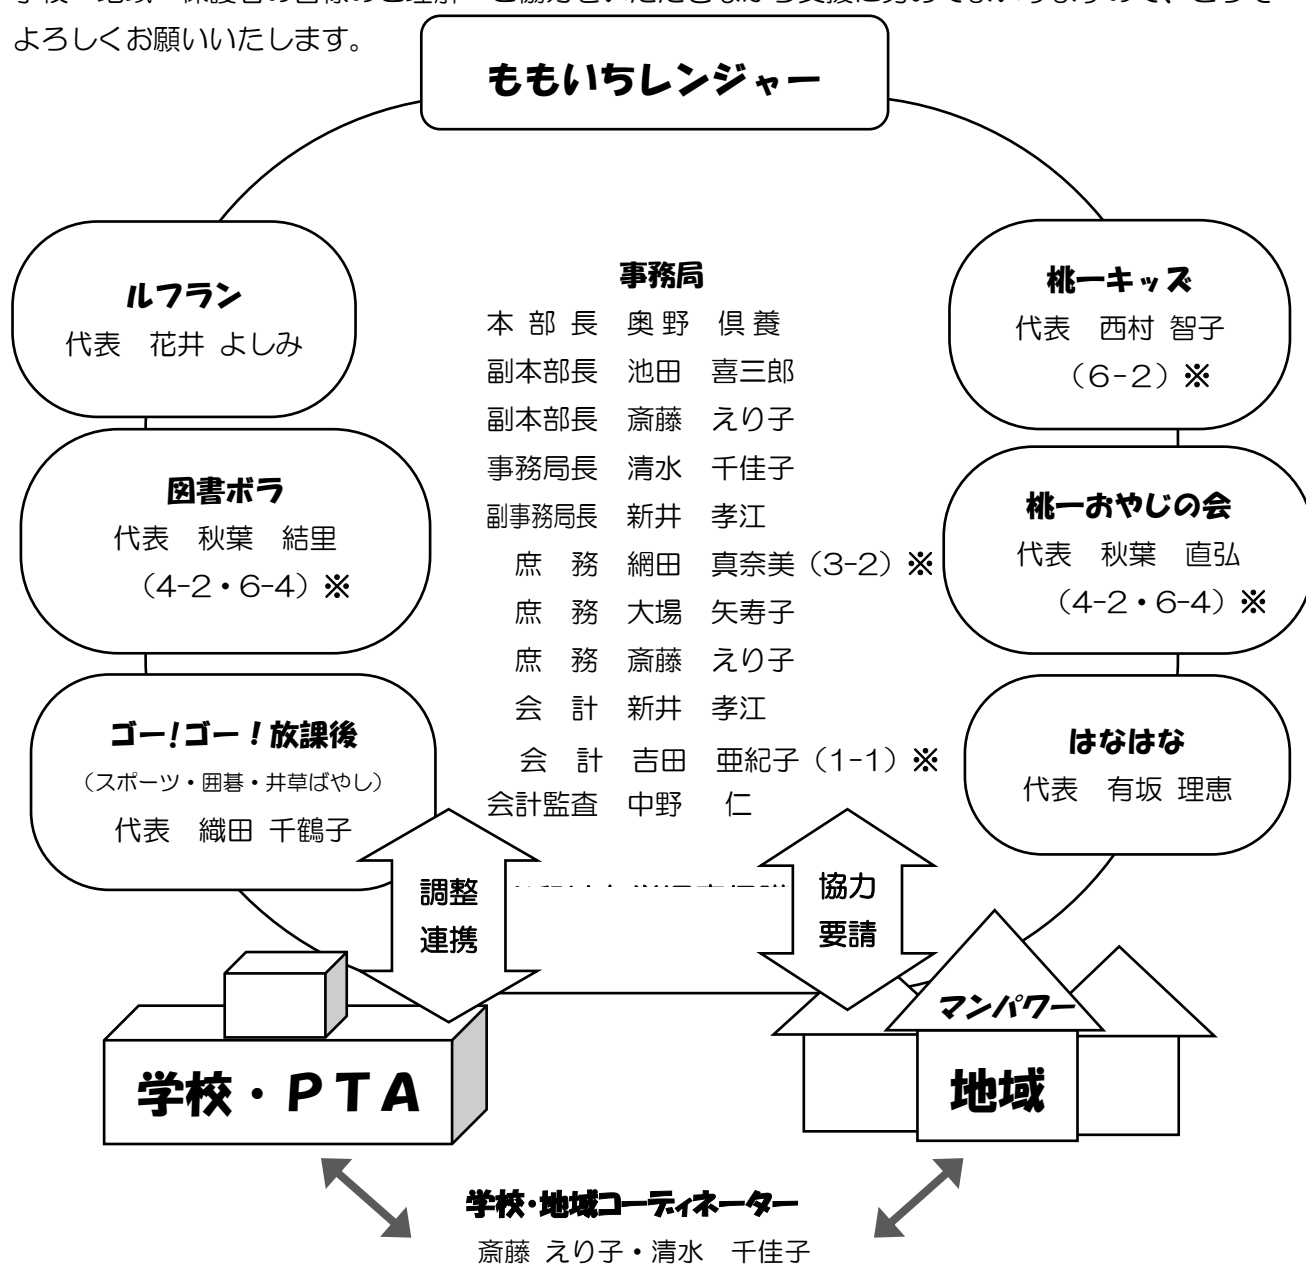 よろしくお願いいたします。
ももいちレンジャー
ルフラン
代表 花井 よしみ
図書ボラ
代表 秋葉 結里
（4-2・6-4）※
ゴー！ゴー！放課後
（スポーツ・囲碁・井草ばやし）
代表 織田 千鶴子
事務局
本部長 奥野 倶養
副本部長 池田 喜三郎
副本部長 斎藤 えり子
事務局長 清水 千佳子
副事務局長 新井 孝江
庶務 網田 真奈美（3-2）※
庶務 大場 矢寿子
庶務 斎藤 えり子
会計 新井 孝江
会計 吉田 亜紀子（1-1）※
会計監査 中野 仁
桃一キッズ
代表 西村 智子
（6-2）※
桃一おやじの会
代表 秋葉 直弘
（4-2・6-4）※
はなはな
代表 有坂 理恵
調整
連携
協力
要請
学校・ＰＴＡ
マンパワー
地域
学校・地域コーディネーター
斎藤 えり子・清水 千佳子